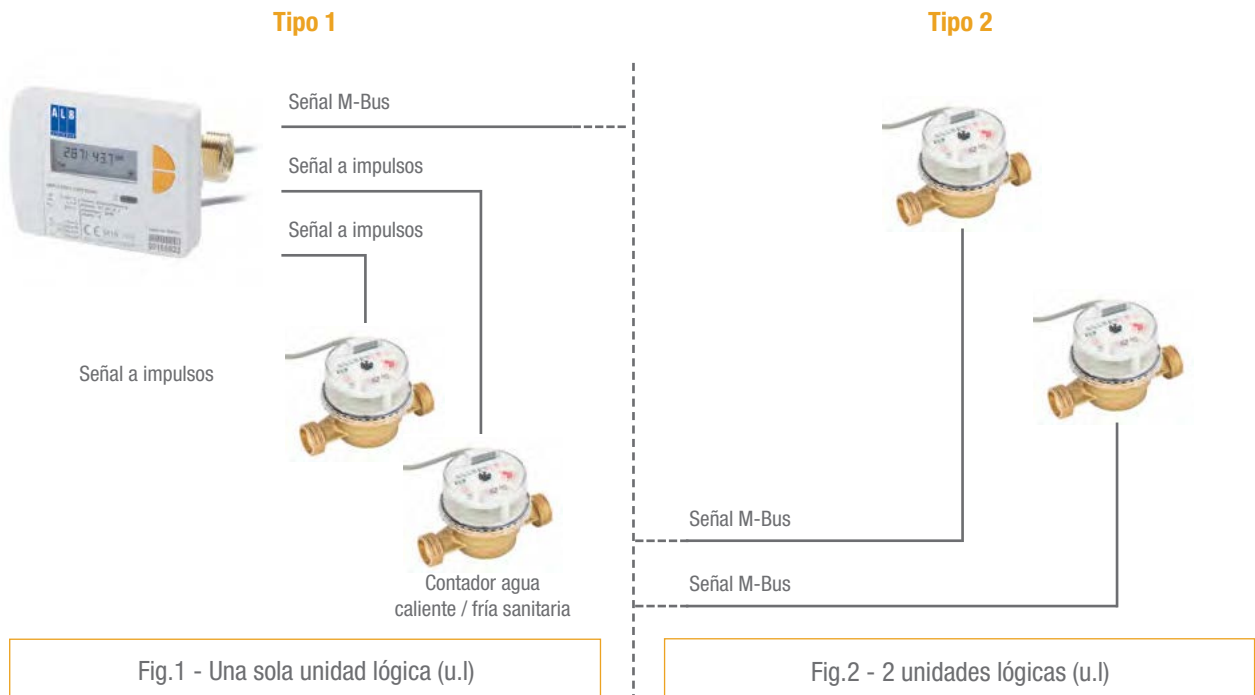 Tipo 1
Tipo 2
Señal M-Bus
Señal a impulsos
Señal a impulsos
ALB
Señal a impulsos
Contador agua
caliente / fría sanitaria
Señal M-Bus
Señal M-Bus
Fig.1 - Una sola unidad lógica (u.l)
Fig.2 - 2 unidades lógicas (u.l)